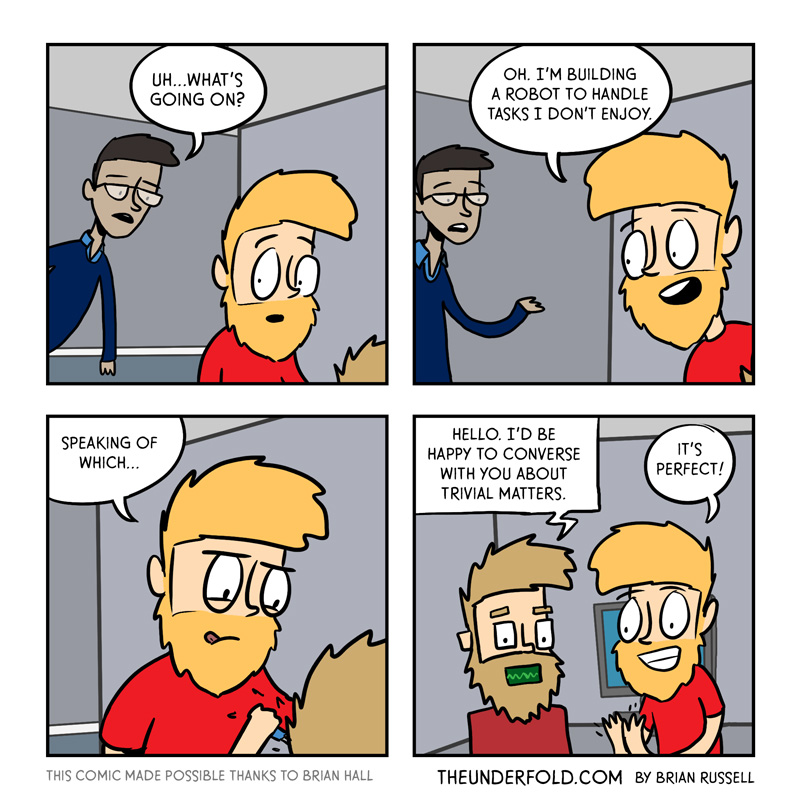 UH...WHAT'S
GOING ON?
OH. I'M BUILDING
A ROBOT TO HANDLE
TASKS I DON'T ENJOY.
SPEAKING OF
WHICH...
HELLO. I'D BE
HAPPY TO CONVERSE
WITH YOU ABOUT
TRIVIAL MATTERS.
IT'S
PERFECT!
THIS COMIC MADE POSSIBLE THANKS TO BRIAN HALL
THEUNDERFOLD.COM BY BRIAN RUSSELL